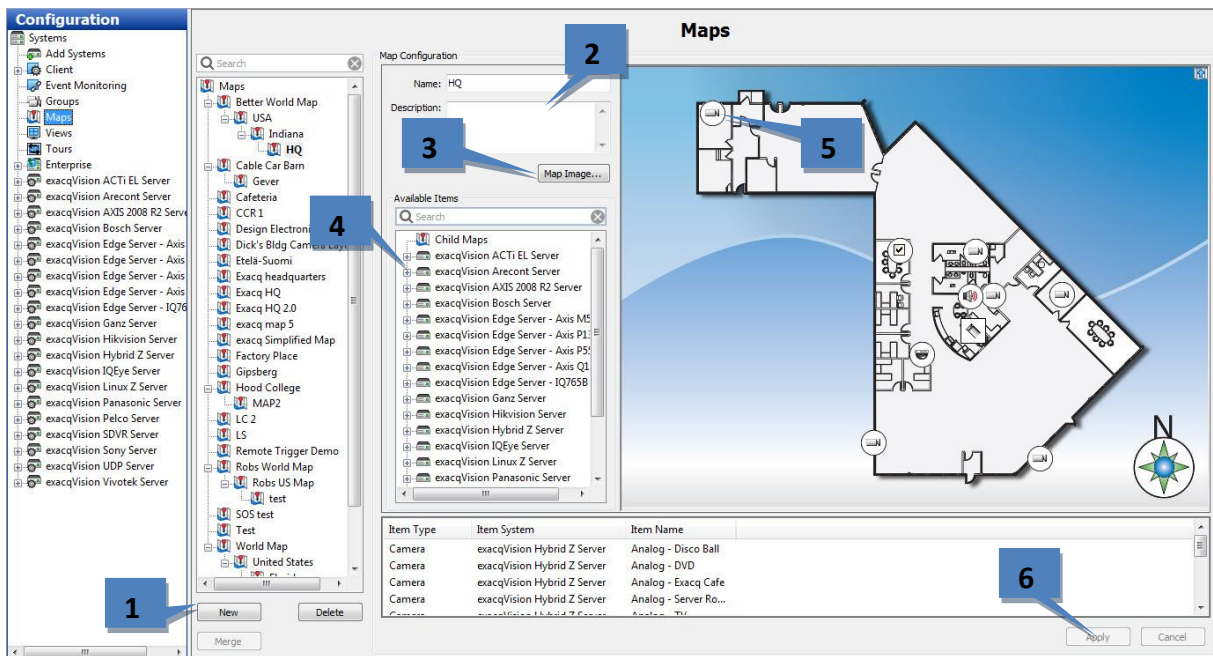 Configuration
Systems
Add Systems
Client
Event Monitoring
Groups
Maps
Views
Tours
Enterprise
exacqVision ACTi EL Server
exacqVision Arecont Server
exacqVision AXIS 2008 R2 Serve
exacqVision Bosch Server
exacqVision Edge Server - Axis
exacqVision Edge Server - Axis
exacqVision Edge Server - Axis
exacqVision Edge Server - Axis
exacqVision Edge Server - IQ76
exacqVision Ganz Server
exacqVision Hikvision Server
exacqVision Hybrid Z Server
exacqVision IQEye Server
exacqVision Linux Z Server
exacqVision Panasonic Server
exacqVision Pelco Server
exacqVision SDVR Server
exacqVision Sony Server
exacqVision UDP Server
exacqVision Vivotek Server
Maps
Search
Maps
Better World Map
USA
Indiana
HQ
Cable Car Barn
Gever
Cafeteria
CCR 1
Design Electroni
Dick's Bldg Camera Layo
Etelä-Suomi
Exacq headquarters
Exacq HQ
Exacq HQ 2.0
exacq map 5
exacq Simplified Map
Factory Place
Gipsberg
Hood College
MAP2
LC 2
LS
Remote Trigger Demo
Robs World Map
Robs US Map
test
SOS test
Test
World Map
United States
1
New
Delete
Merge
Map Configuration
2
Name: HQ
Description:
3
Map Image...
Available Items
Search
4
Child Maps
exacqVision ACTi EL Server
exacqVision Arecont Server
exacqVision AXIS 2008 R2 Server
exacqVision Bosch Server
exacqVision Edge Server - Axis M5
exacqVision Edge Server - Axis P13
exacqVision Edge Server - Axis P55
exacqVision Edge Server - Axis Q1
exacqVision Edge Server - IQ765B
exacqVision Ganz Server
exacqVision Hikvision Server
exacqVision Hybrid Z Server
exacqVision IQEye Server
exacqVision Linux Z Server
exacqVision Panasonic Server
5
N
Item Type Item System Item Name
Camera exacqVision Hybrid Z Server Analog - Disco Ball
Camera exacqVision Hybrid Z Server Analog - DVD
Camera exacqVision Hybrid Z Server Analog - Exacq Cafe
Camera exacqVision Hybrid Z Server Analog - Server Ro...
Camera exacqVision Hybrid Z Server Analog - TV
6
Apply
Cancel